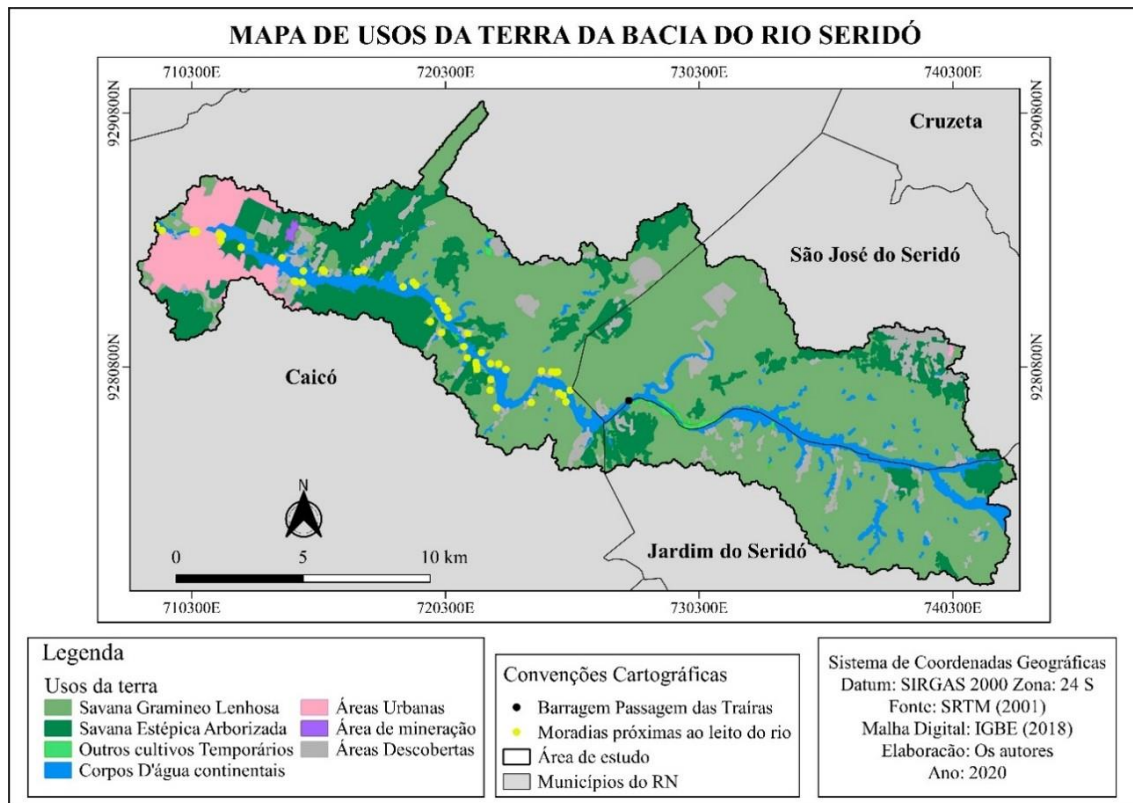 MAPA DE USOS DA TERRA DA BACIA DO RIO SERIDÓ
710300E 720300E 730300E 740300E
9290800N 9290800N
Cruzeta
São José do Seridó
9280800N 9280800N
Caicó
N
Jardim do Seridó
0 5 10 km
710300E 720300E 730300E 740300E
Legenda
Usos da terra
Savana Gramineo Lenhosa
Savana Estépica Arborizada
Outros cultivos Temporários
Corpos D'água continentais
Áreas Urbanas
Área de mineração
Áreas Descobertas
Convenções Cartográficas
Barragem Passagem das Traíras
Moradias próximas ao leito do rio
Área de estudo
Municípios do RN
Sistema de Coordenadas Geográficas
Datum: SIRGAS 2000 Zona: 24 S
Fonte: SRTM (2001)
Malha Digital: IGBE (2018)
Elaboracão: Os autores
Ano: 2020